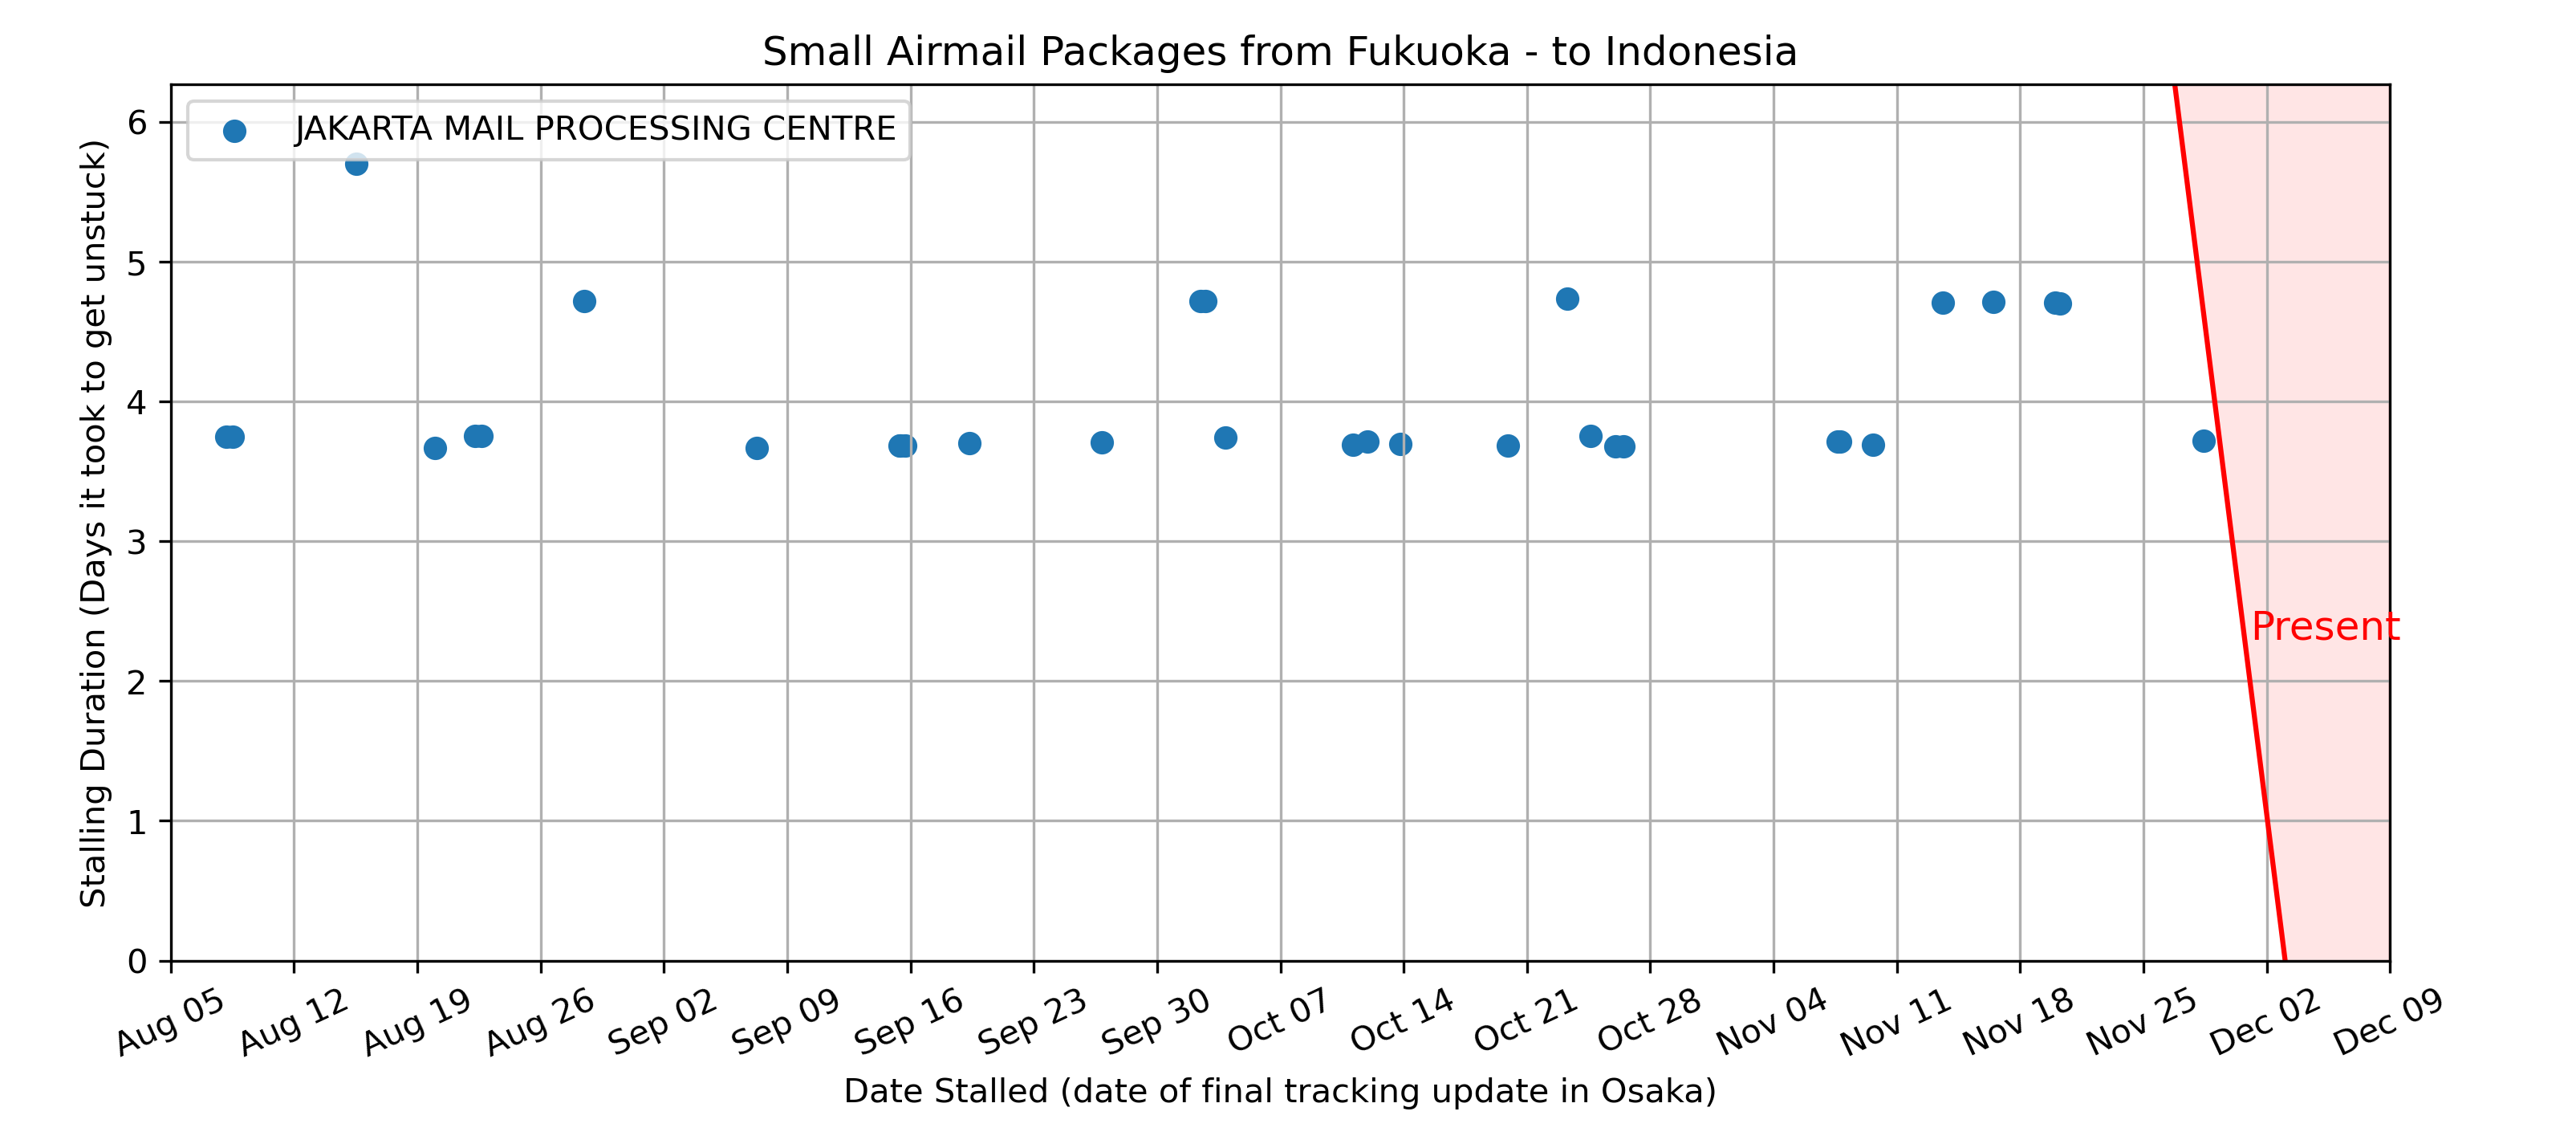 Small Airmail Packages from Fukuoka - to Indonesia
JAKARTA MAIL PROCESSING CENTRE
Stalling Duration (Days it took to get unstuck)
6
5
4
3
2
1
0
Present
Aug 05
Aug 12
Aug 19
Aug 26
Sep 02
Sep 09
Sep 16
Sep 23
Sep 30
Oct 07
Oct 14
Oct 21
Oct 28
Nov 04
Nov 11
Nov 18
Nov 25
Dec 02
Dec 09
Date Stalled (date of final tracking update in Osaka)